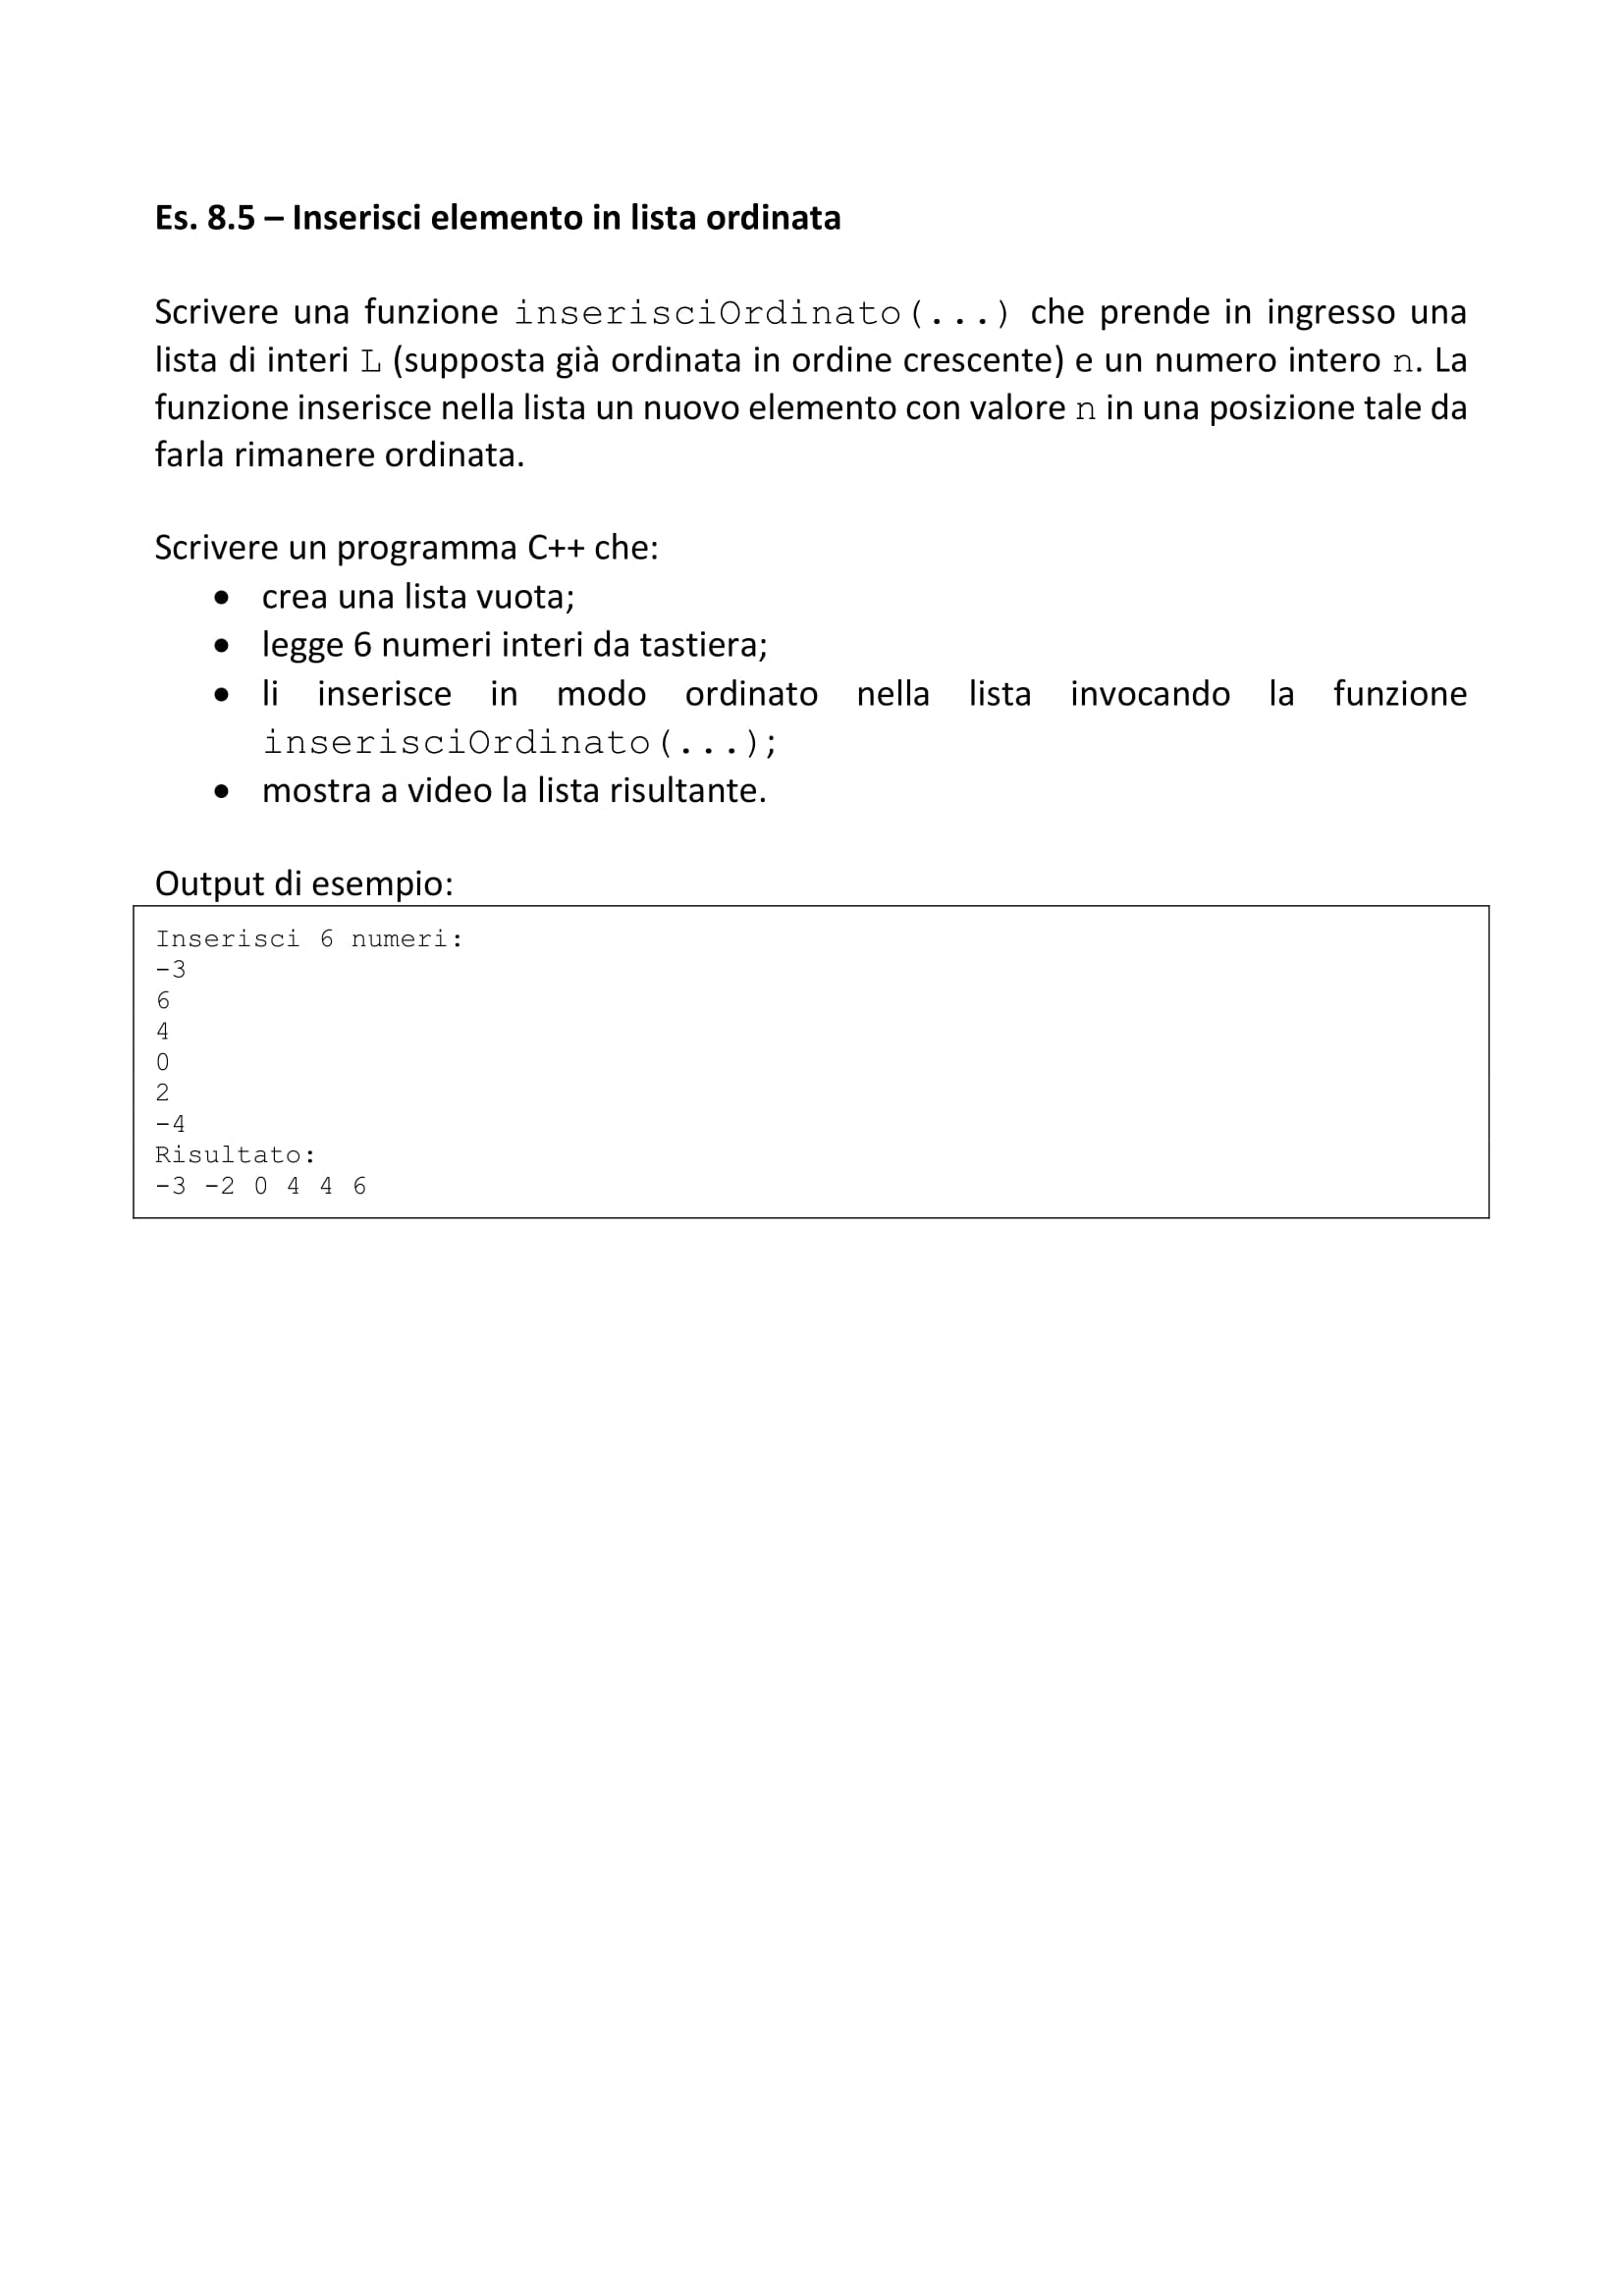 Es. 8.5 – Inserisci elemento in lista ordinata
Scrivere una funzione inserisciOrdinato(...) che prende in ingresso una
lista di interi L (supposta già ordinata in ordine crescente) e un numero intero n. La
funzione inserisce nella lista un nuovo elemento con valore n in una posizione tale da
farla rimanere ordinata.
Scrivere un programma C++ che:
• crea una lista vuota;
• legge 6 numeri interi da tastiera;
• li inserisce in modo ordinato nella lista invocando la funzione
inserisciOrdinato(...);
• mostra a video la lista risultante.
Output di esempio:
Inserisci 6 numeri:
-3
6
4
0
2
-4
Risultato:
-3 -2 0 4 4 6